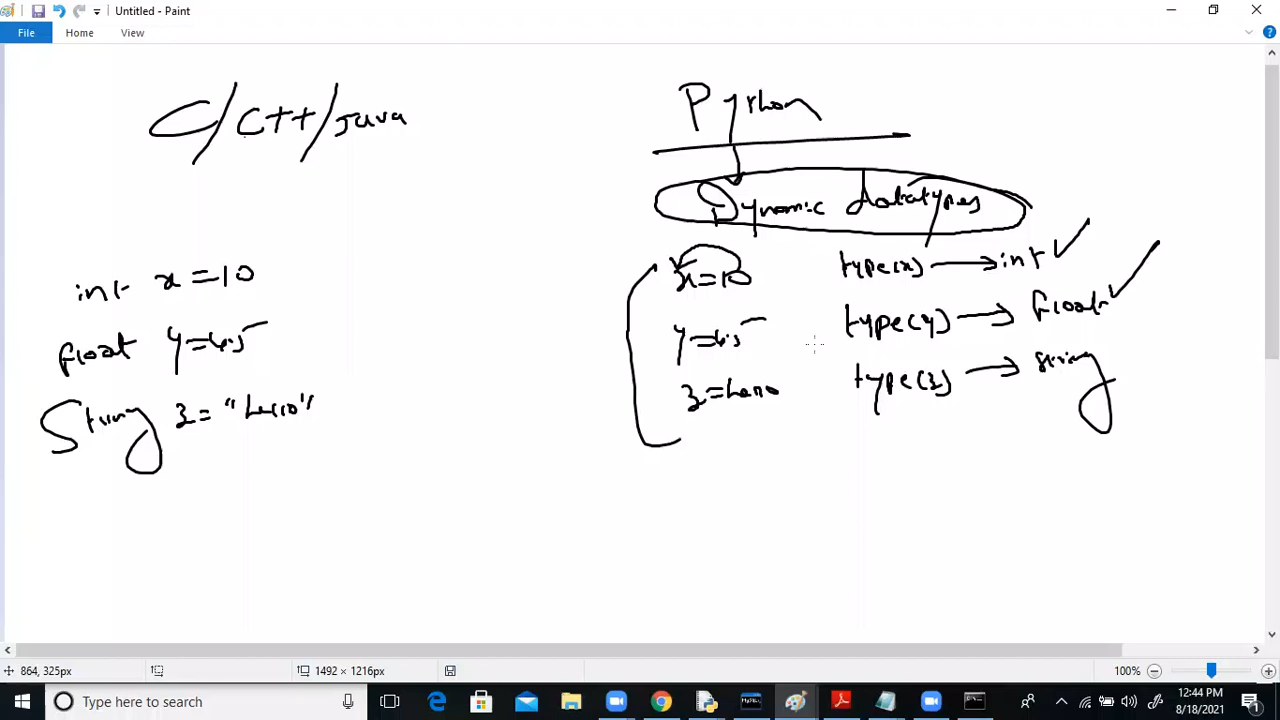 Untitled - Paint
File Home View
C/C++/Java
Python
Dynamic datatypes
int x=10
float y=6.5
String z="hello"
x=10 type(x) → int ✓
y=6.5 type(y) → float ✓
z=hello type(z) → string
864, 325px 1492 × 1216px 100%
Type here to search
12:44 PM
8/18/2021